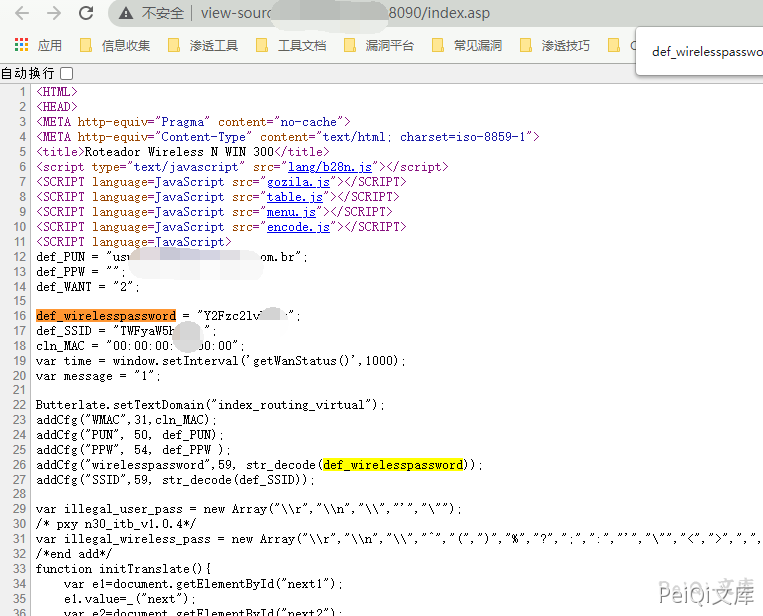 不安全 | view-sourc 8090/index.asp
应用 信息收集 渗透工具 工具文档 漏洞平台 常见漏洞 渗透技巧
def_wirelesspasswo
自动换行
1 <HTML>
2 <HEAD>
3 <META http-equiv="Pragma" content="no-cache">
4 <META http-equiv="Content-Type" content="text/html; charset=iso-8859-1">
5 <title>Roteador Wireless N WIN 300</title>
6 <script type="text/javascript" src="lang/b28n.js"></script>
7 <SCRIPT language=JavaScript src="gozila.js"></SCRIPT>
8 <SCRIPT language=JavaScript src="table.js"></SCRIPT>
9 <SCRIPT language=JavaScript src="menu.js"></SCRIPT>
10 <SCRIPT language=JavaScript src="encode.js"></SCRIPT>
11 <SCRIPT language=JavaScript>
12 def_PUN = "usu om.br";
13 def_PPW = "";
14 def_WANT = "2";
15
16 def_wirelesspassword = "Y2Fzc2lv ";
17 def_SSID = "TWFyaW5h ";
18 cln_MAC = "00:00:00: 00:00";
19 var time = window.setInterval('getWanStatus()',1000);
20 var message = "1";
21
22 Butterlate.setTextDomain("index_routing_virtual");
23 addCfg("WMAC",31,cln_MAC);
24 addCfg("PUN", 50, def_PUN);
25 addCfg("PPW", 54, def_PPW );
26 addCfg("wirelesspassword",59, str_decode(def_wirelesspassword));
27 addCfg("SSID",59, str_decode(def_SSID));
28
29 var illegal_user_pass = new Array("\\r","\\n","\\","'","\"");
30 /* pxy n30_itb_v1.0.4*/
31 var illegal_wireless_pass = new Array("\\r","\\n","\\","^","(",")","%","?",";",":","'","\"","<",">",",",
32 /*end add*/
33 function initTranslate(){
34 var e1=document.getElementById("next1");
35 e1.value=_("next");
36 var e2=document.getElementById("next2");
PeiQi文库